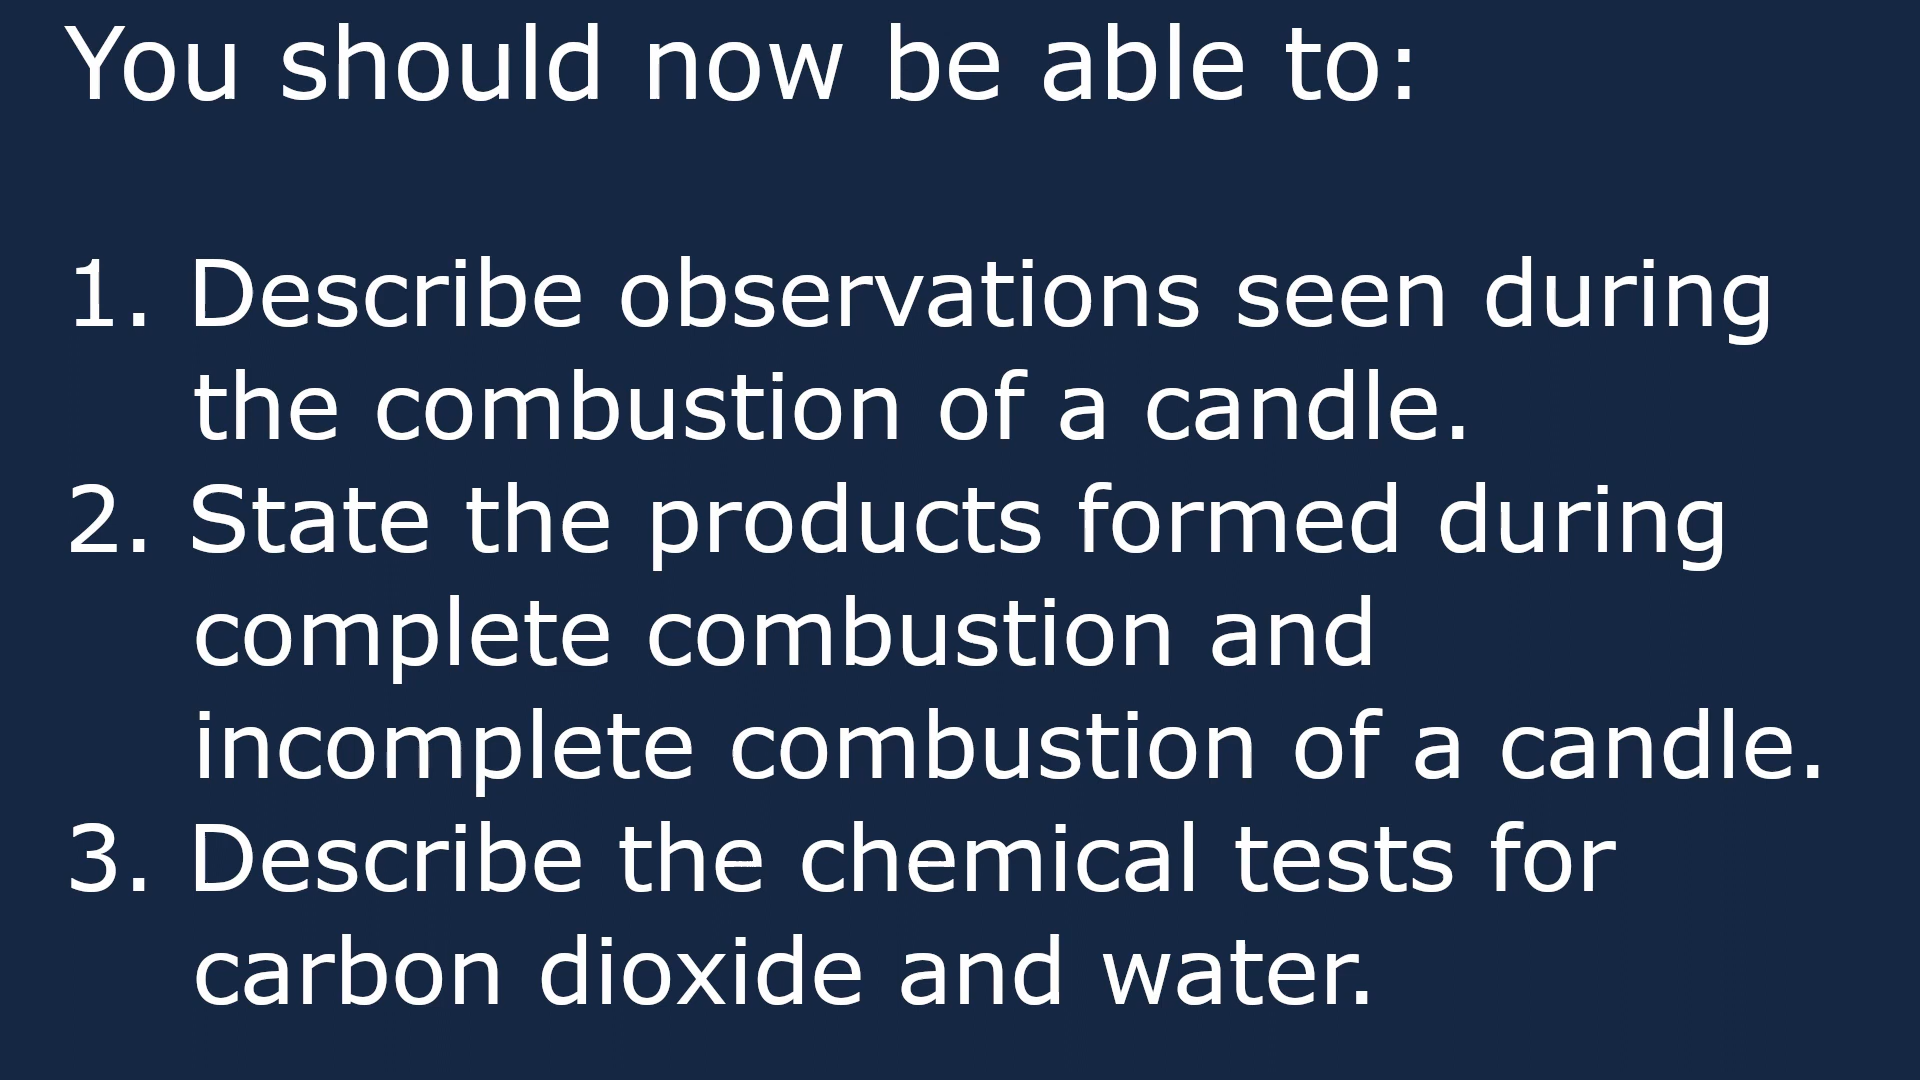 You should now be able to:
1. Describe observations seen during
the combustion of a candle.
2. State the products formed during
complete combustion and
incomplete combustion of a candle.
3. Describe the chemical tests for
carbon dioxide and water.